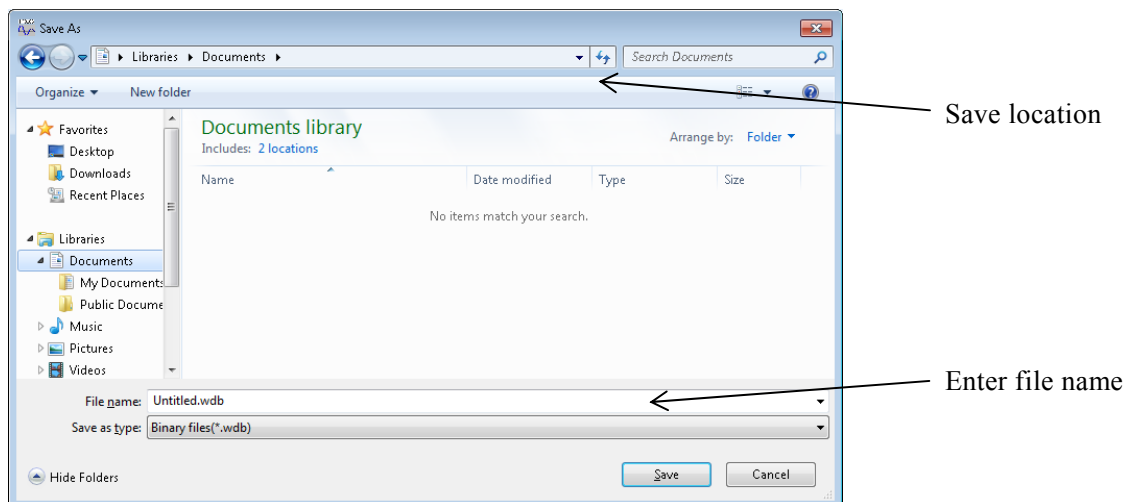 Save As
Libraries Documents
Search Documents
Organize
New folder
Save location
Favorites
Desktop
Downloads
Recent Places
Libraries
Documents
My Documents
Public Docume
Music
Pictures
Videos
Documents library
Includes: 2 locations
Arrange by: Folder
Name Date modified Type Size
No items match your search.
File name: Untitled.wdb
Enter file name
Save as type: Binary files(*.wdb)
Hide Folders
Save
Cancel